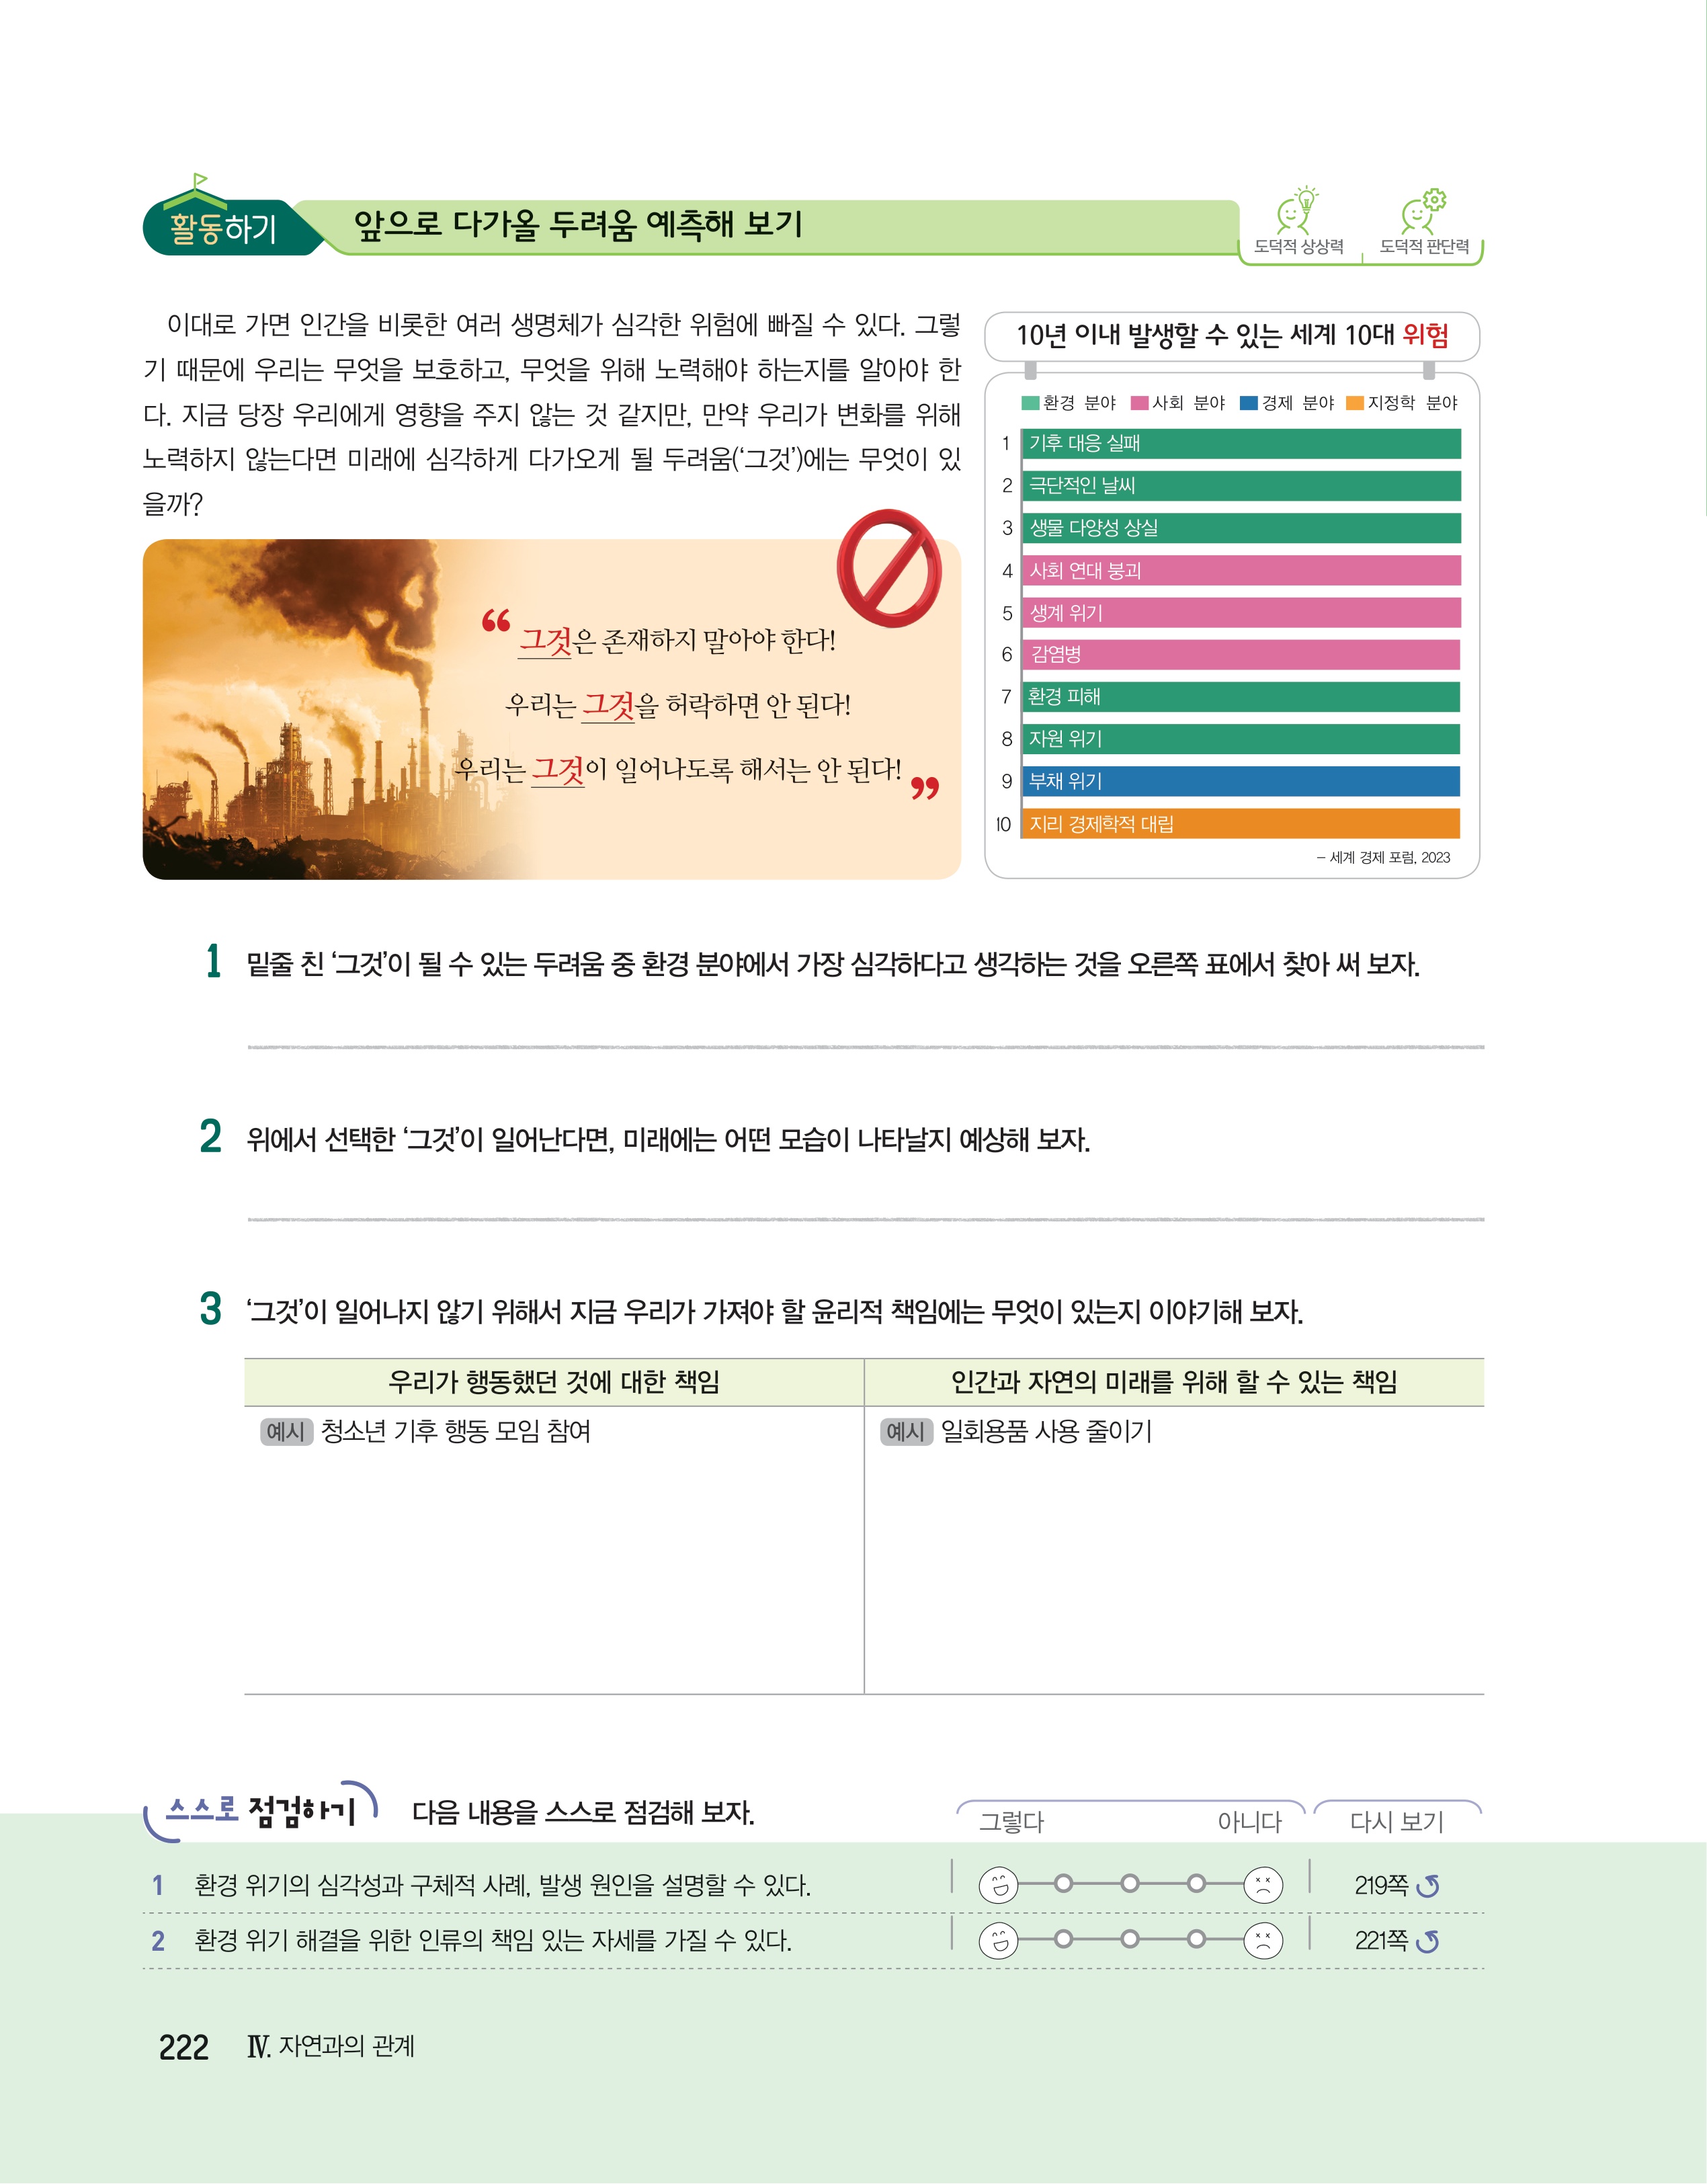 활동하기
앞으로 다가올 두려움 예측해 보기
도덕적 상상력
도덕적 판단력
이대로 가면 인간을 비롯한 여러 생명체가 심각한 위험에 빠질 수 있다. 그렇
기 때문에 우리는 무엇을 보호하고, 무엇을 위해 노력해야 하는지를 알아야 한
다. 지금 당장 우리에게 영향을 주지 않는 것 같지만, 만약 우리가 변화를 위해
노력하지 않는다면 미래에 심각하게 다가오게 될 두려움(‘그것’)에는 무엇이 있
을까?
“ 그것은 존재하지 말아야 한다!
우리는 그것을 허락하면 안 된다!
우리는 그것이 일어나도록 해서는 안 된다! ”
10년 이내 발생할 수 있는 세계 10대 위험
환경 분야 사회 분야 경제 분야 지정학 분야
1 기후 대응 실패
2 극단적인 날씨
3 생물 다양성 상실
4 사회 연대 붕괴
5 생계 위기
6 감염병
7 환경 피해
8 자원 위기
9 부채 위기
10 지리 경제학적 대립
– 세계 경제 포럼, 2023
1 밑줄 친 ‘그것’이 될 수 있는 두려움 중 환경 분야에서 가장 심각하다고 생각하는 것을 오른쪽 표에서 찾아 써 보자.
2 위에서 선택한 ‘그것’이 일어난다면, 미래에는 어떤 모습이 나타날지 예상해 보자.
3 ‘그것’이 일어나지 않기 위해서 지금 우리가 가져야 할 윤리적 책임에는 무엇이 있는지 이야기해 보자.
우리가 행동했던 것에 대한 책임
인간과 자연의 미래를 위해 할 수 있는 책임
예시 청소년 기후 행동 모임 참여
예시 일회용품 사용 줄이기
스스로 점검하기
다음 내용을 스스로 점검해 보자.
그렇다
아니다
다시 보기
1 환경 위기의 심각성과 구체적 사례, 발생 원인을 설명할 수 있다.
219쪽
2 환경 위기 해결을 위한 인류의 책임 있는 자세를 가질 수 있다.
221쪽
222 Ⅳ. 자연과의 관계